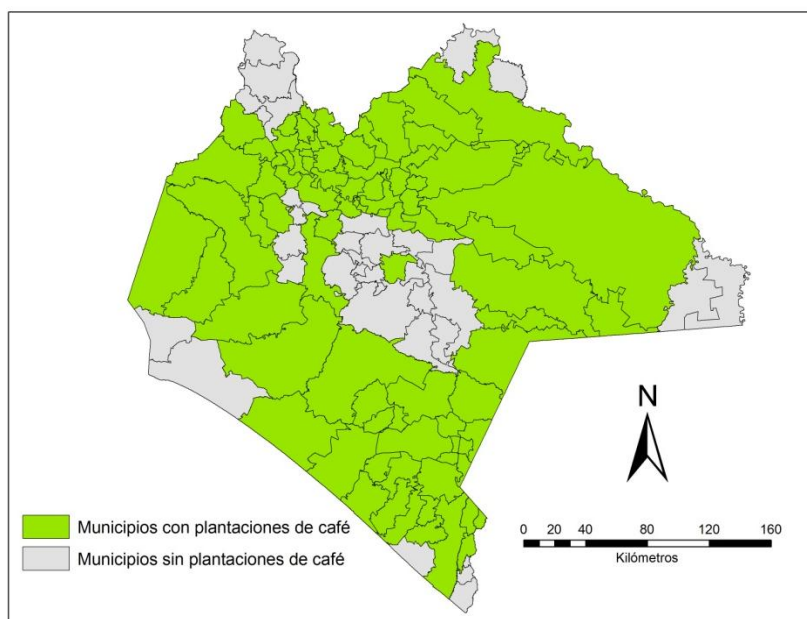 N
Municipios con plantaciones de café
Municipios sin plantaciones de café
0 20 40 80 120 160
Kilómetros